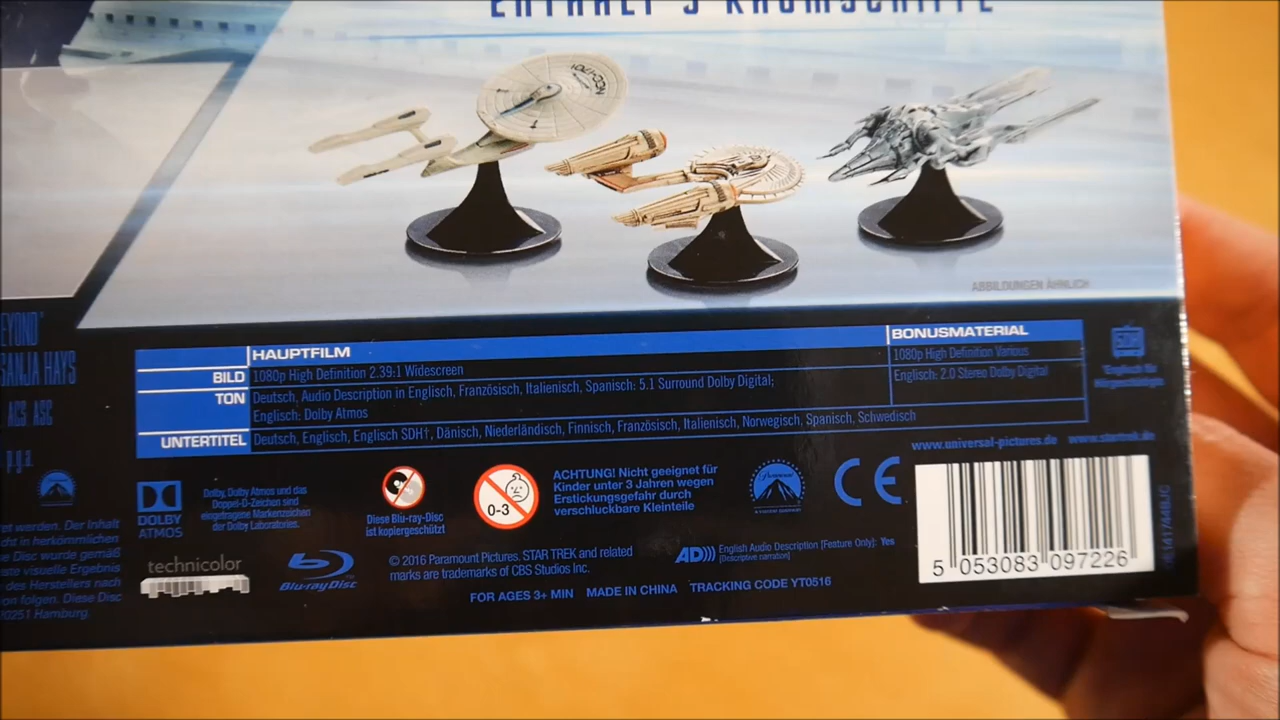 ENTHÄLT 3 RAUMSCHIFFE
NCC-1701
ABBILDUNGEN ÄHNLICH
EYOND"
SANJA HAYS
ACS ASC
p.g.a.
HAUPTFILM
BONUSMATERIAL
BILD
1080p High Definition 2.39:1 Widescreen
1080p High Definition Various
TON
Deutsch, Audio Description in Englisch, Französisch, Italienisch, Spanisch: 5.1 Surround Dolby Digital;
Englisch: Dolby Atmos
Englisch: 2.0 Stereo Dolby Digital
UNTERTITEL
Deutsch, Englisch, Englisch SDH†, Dänisch, Niederländisch, Finnisch, Französisch, Italienisch, Norwegisch, Spanisch, Schwedisch
†Englisch für
Hörgeschädigte
www.universal-pictures.de www.startrek.de
DOLBY
ATMOS
Dolby, Dolby Atmos und das
Doppel-D-Zeichen sind
eingetragene Markenzeichen
der Dolby Laboratories.
Diese Blu-ray-Disc
ist kopiergeschützt
0-3
ACHTUNG! Nicht geeignet für
Kinder unter 3 Jahren wegen
Erstickungsgefahr durch
verschluckbare Kleinteile
Paramount
CE
et werden. Der Inhalt
cht in herkömmlichen
e Disc wurde gemäß
ste visuelle Ergebnis
des Herstellers nach
on folgen. Diese Disc
20251 Hamburg.
technicolor
Blu-ray Disc
© 2016 Paramount Pictures. STAR TREK and related
marks are trademarks of CBS Studios Inc.
AD))) English Audio Description [Feature Only]: Yes
[Descriptive narration]
FOR AGES 3+ MIN MADE IN CHINA TRACKING CODE YT0516
5 053083 097226